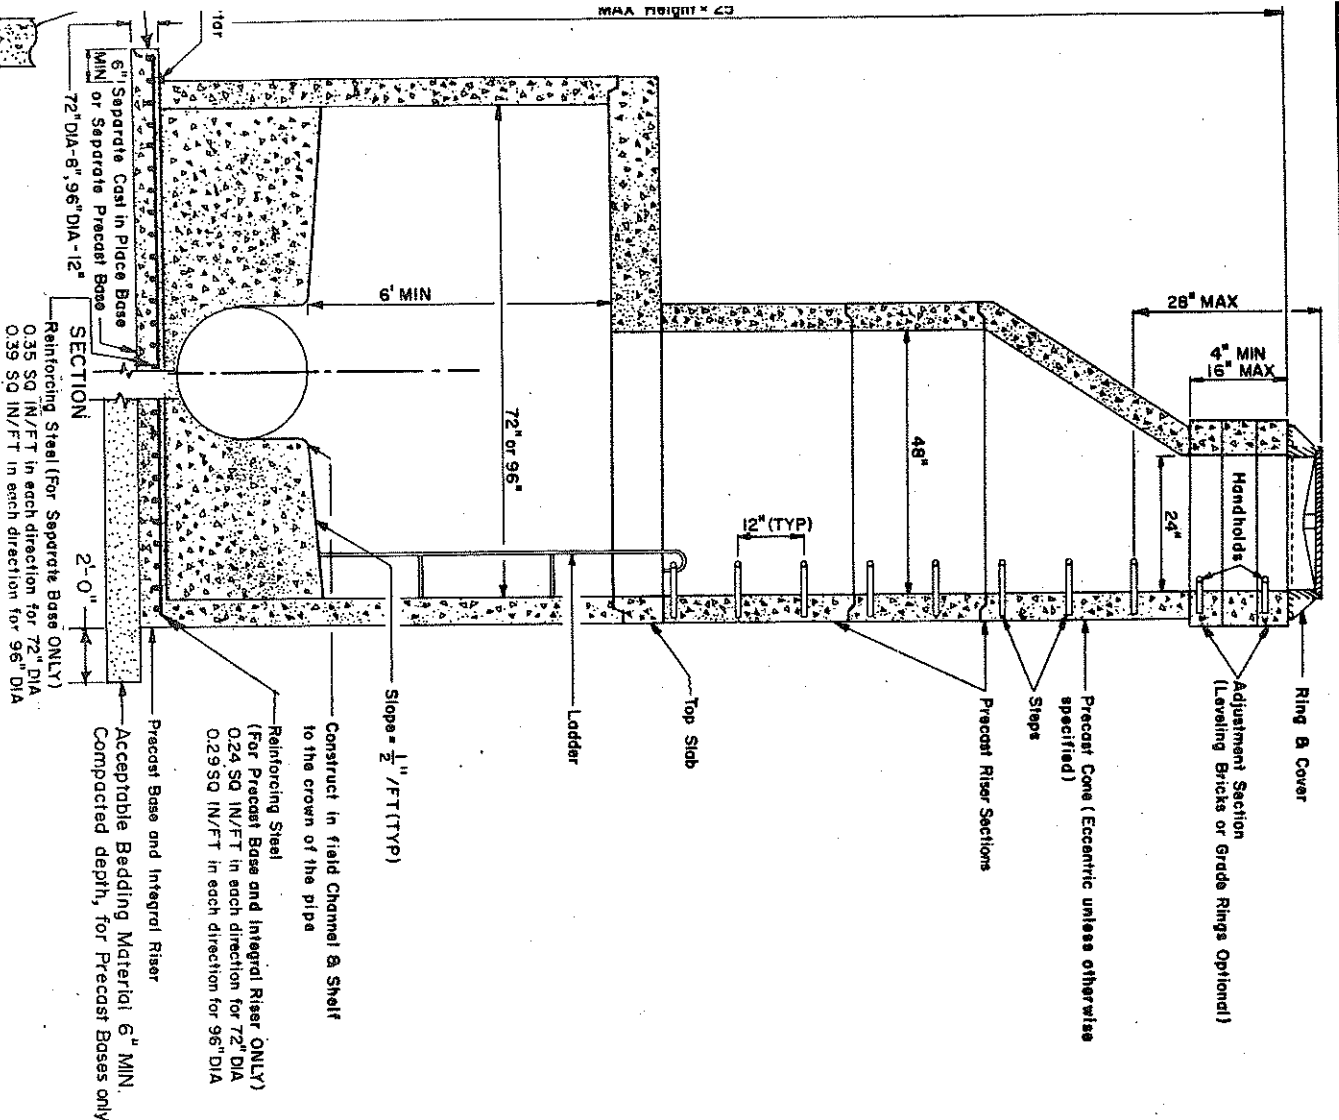 MAX Height = 25
28" MAX
4" MIN
16" MAX
Handholds
24"
48"
12" (TYP)
6' MIN
72" or 96"
Ring & Cover
Adjustment Section
(Leveling Bricks or Grade Rings Optional)
Precast Cone (Eccentric unless otherwise
specified)
Steps
Precast Riser Sections
Top Slab
Ladder
Slope = 1/2" /FT (TYP)
Construct in field Channel & Shelf
to the crown of the pipe
Reinforcing Steel
(For Precast Base and Integral Riser ONLY)
0.24 SQ IN/FT in each direction for 72" DIA
0.29 SQ IN/FT in each direction for 96" DIA
Precast Base and Integral Riser
Acceptable Bedding Material 6" MIN.
Compacted depth, for Precast Bases only
2'-0"
72" DIA-8", 96" DIA-12"
6"
MIN
Separate Cast in Place Base
or Separate Precast Base
Reinforcing Steel (For Separate Base ONLY)
0.35 SQ IN/FT in each direction for 72" DIA
0.39 SQ IN/FT in each direction for 96" DIA
SECTION